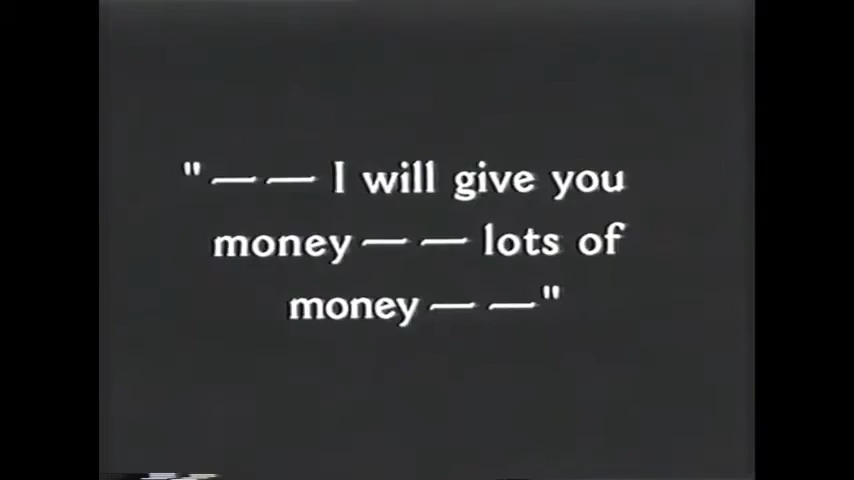 "— — I will give you
money — — lots of
money — —"